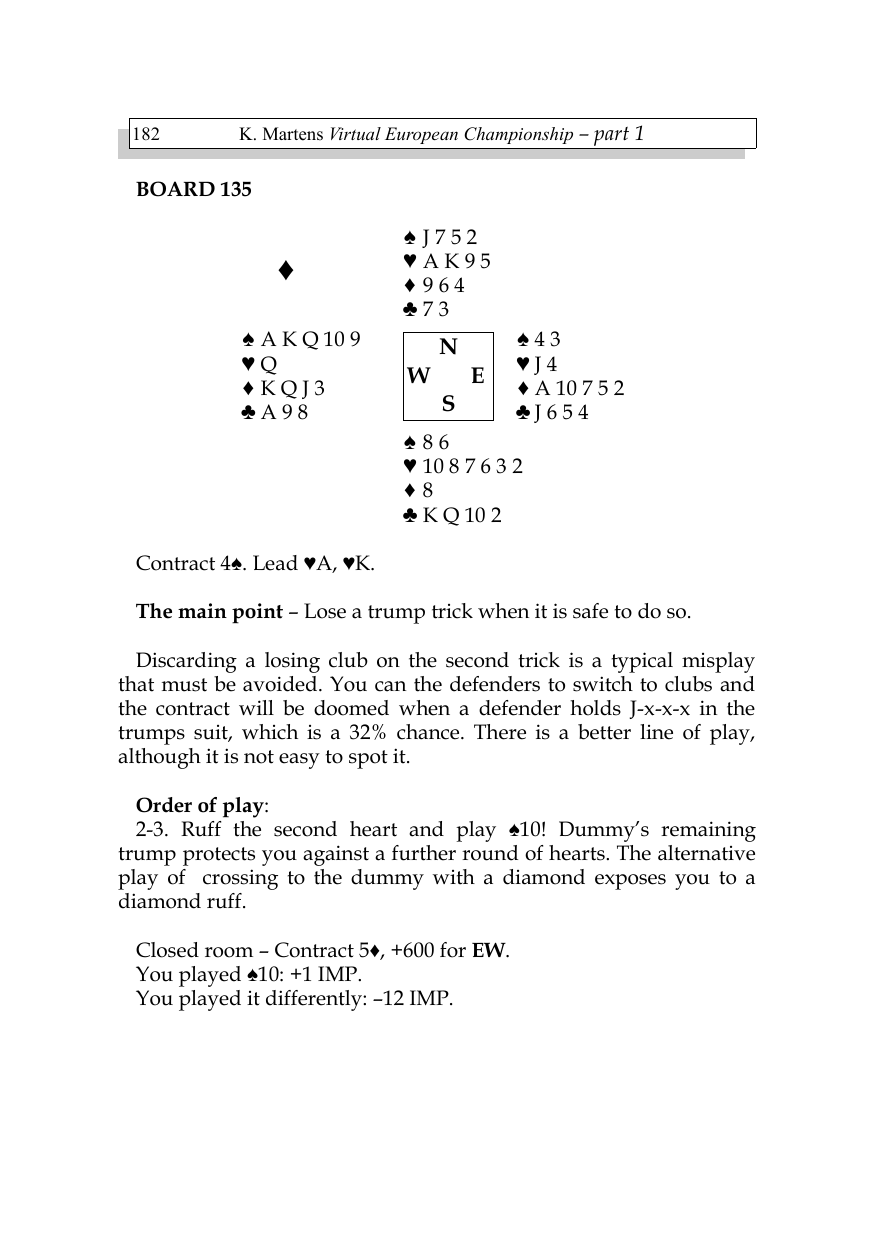 182 K. Martens Virtual European Championship – part 1
BOARD 135
♠ J 7 5 2
♥ A K 9 5
♦ 9 6 4
♣ 7 3
♦
♠ A K Q 10 9
♥ Q
♦ K Q J 3
♣ A 9 8
N
W E
S
♠ 4 3
♥ J 4
♦ A 10 7 5 2
♣ J 6 5 4
♠ 8 6
♥ 10 8 7 6 3 2
♦ 8
♣ K Q 10 2
Contract 4♠. Lead ♥A, ♥K.
The main point – Lose a trump trick when it is safe to do so.
Discarding a losing club on the second trick is a typical misplay
that must be avoided. You can the defenders to switch to clubs and
the contract will be doomed when a defender holds J-x-x-x in the
trumps suit, which is a 32% chance. There is a better line of play,
although it is not easy to spot it.
Order of play:
2-3. Ruff the second heart and play ♠10! Dummy’s remaining
trump protects you against a further round of hearts. The alternative
play of crossing to the dummy with a diamond exposes you to a
diamond ruff.
Closed room – Contract 5♦, +600 for EW.
You played ♠10: +1 IMP.
You played it differently: –12 IMP.